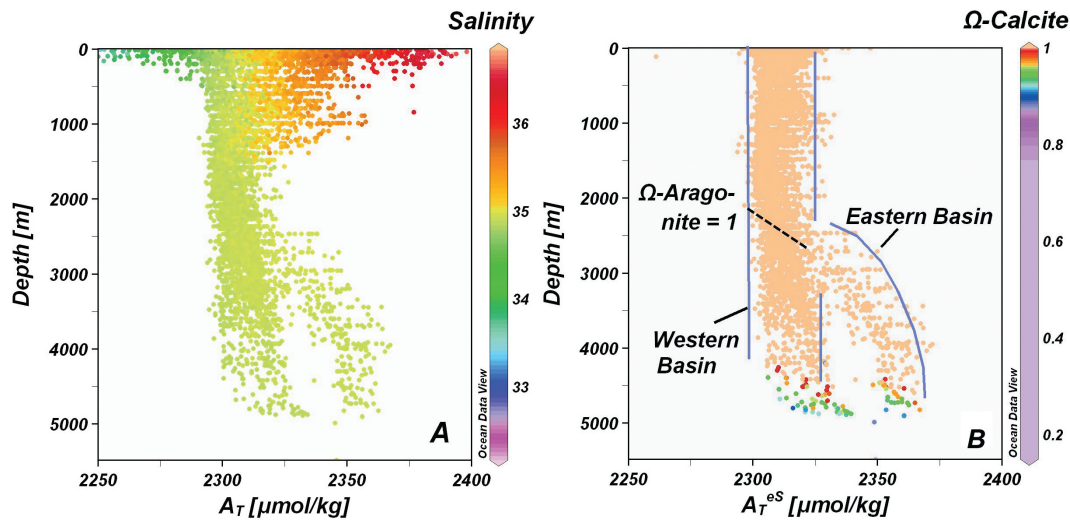 Salinity
0
1000
2000
3000
4000
5000
Depth [m]
2250
2300
2350
2400
A_T [µmol/kg]
36
35
34
33
Ocean Data View
A
Ω-Calcite
0
1000
2000
3000
4000
5000
Depth [m]
Ω-Arago-
nite = 1
Eastern Basin
Western
Basin
2250
2300
2350
2400
A_T^eS [µmol/kg]
1
0.8
0.6
0.4
0.2
Ocean Data View
B